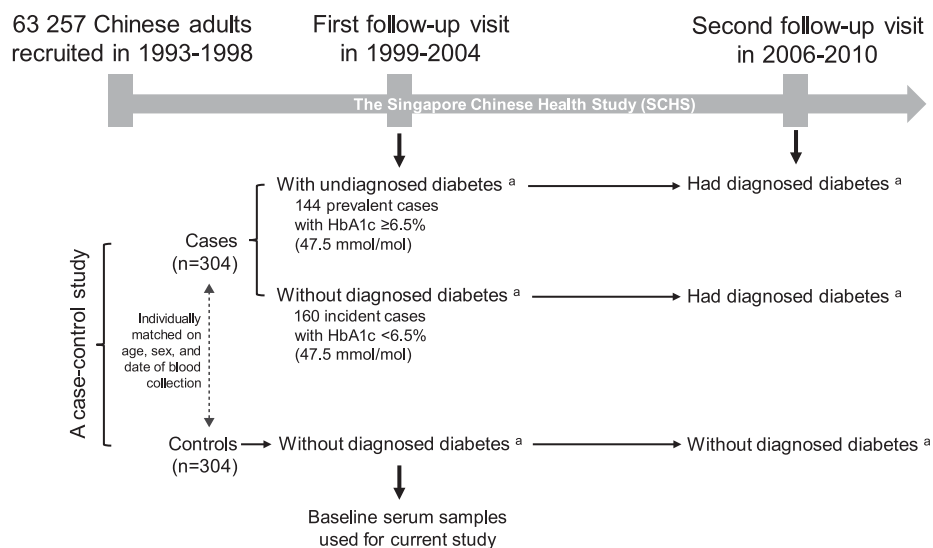 63 257 Chinese adults
recruited in 1993-1998
First follow-up visit
in 1999-2004
Second follow-up visit
in 2006-2010
The Singapore Chinese Health Study (SCHS)
A case-control study
Cases
(n=304)
Individually
matched on
age, sex, and
date of blood
collection
Controls
(n=304)
With undiagnosed diabetes a
144 prevalent cases
with HbA1c ≥6.5%
(47.5 mmol/mol)
Had diagnosed diabetes a
Without diagnosed diabetes a
160 incident cases
with HbA1c <6.5%
(47.5 mmol/mol)
Had diagnosed diabetes a
Without diagnosed diabetes a
Without diagnosed diabetes a
Baseline serum samples
used for current study